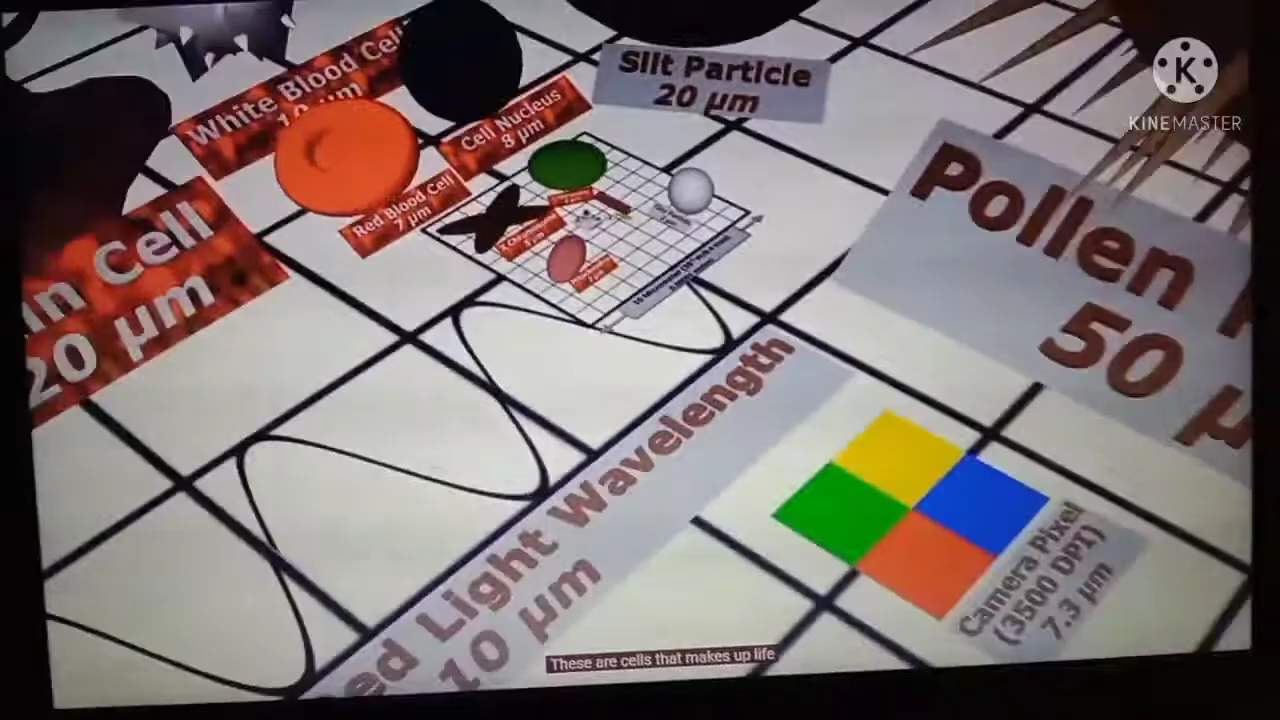 White Blood Cell
Silt Particle
20 µm
Cell Nucleus
8 µm
Red Blood Cell
7 µm
Cell
20 µm
Pollen
50 µ
Light Wavelength
10 µm
Camera Pixel
(3500 DPI)
7.3 µm
These are cells that makes up life
K
KINEMASTER